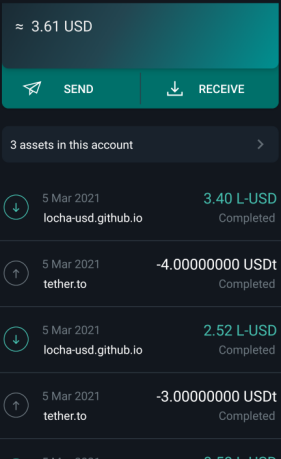 ≈ 3.61 USD
SEND RECEIVE
3 assets in this account
5 Mar 2021 3.40 L-USD
locha-usd.github.io Completed
5 Mar 2021 -4.00000000 USDt
tether.to Completed
5 Mar 2021 2.52 L-USD
locha-usd.github.io Completed
5 Mar 2021 -3.00000000 USDt
tether.to Completed